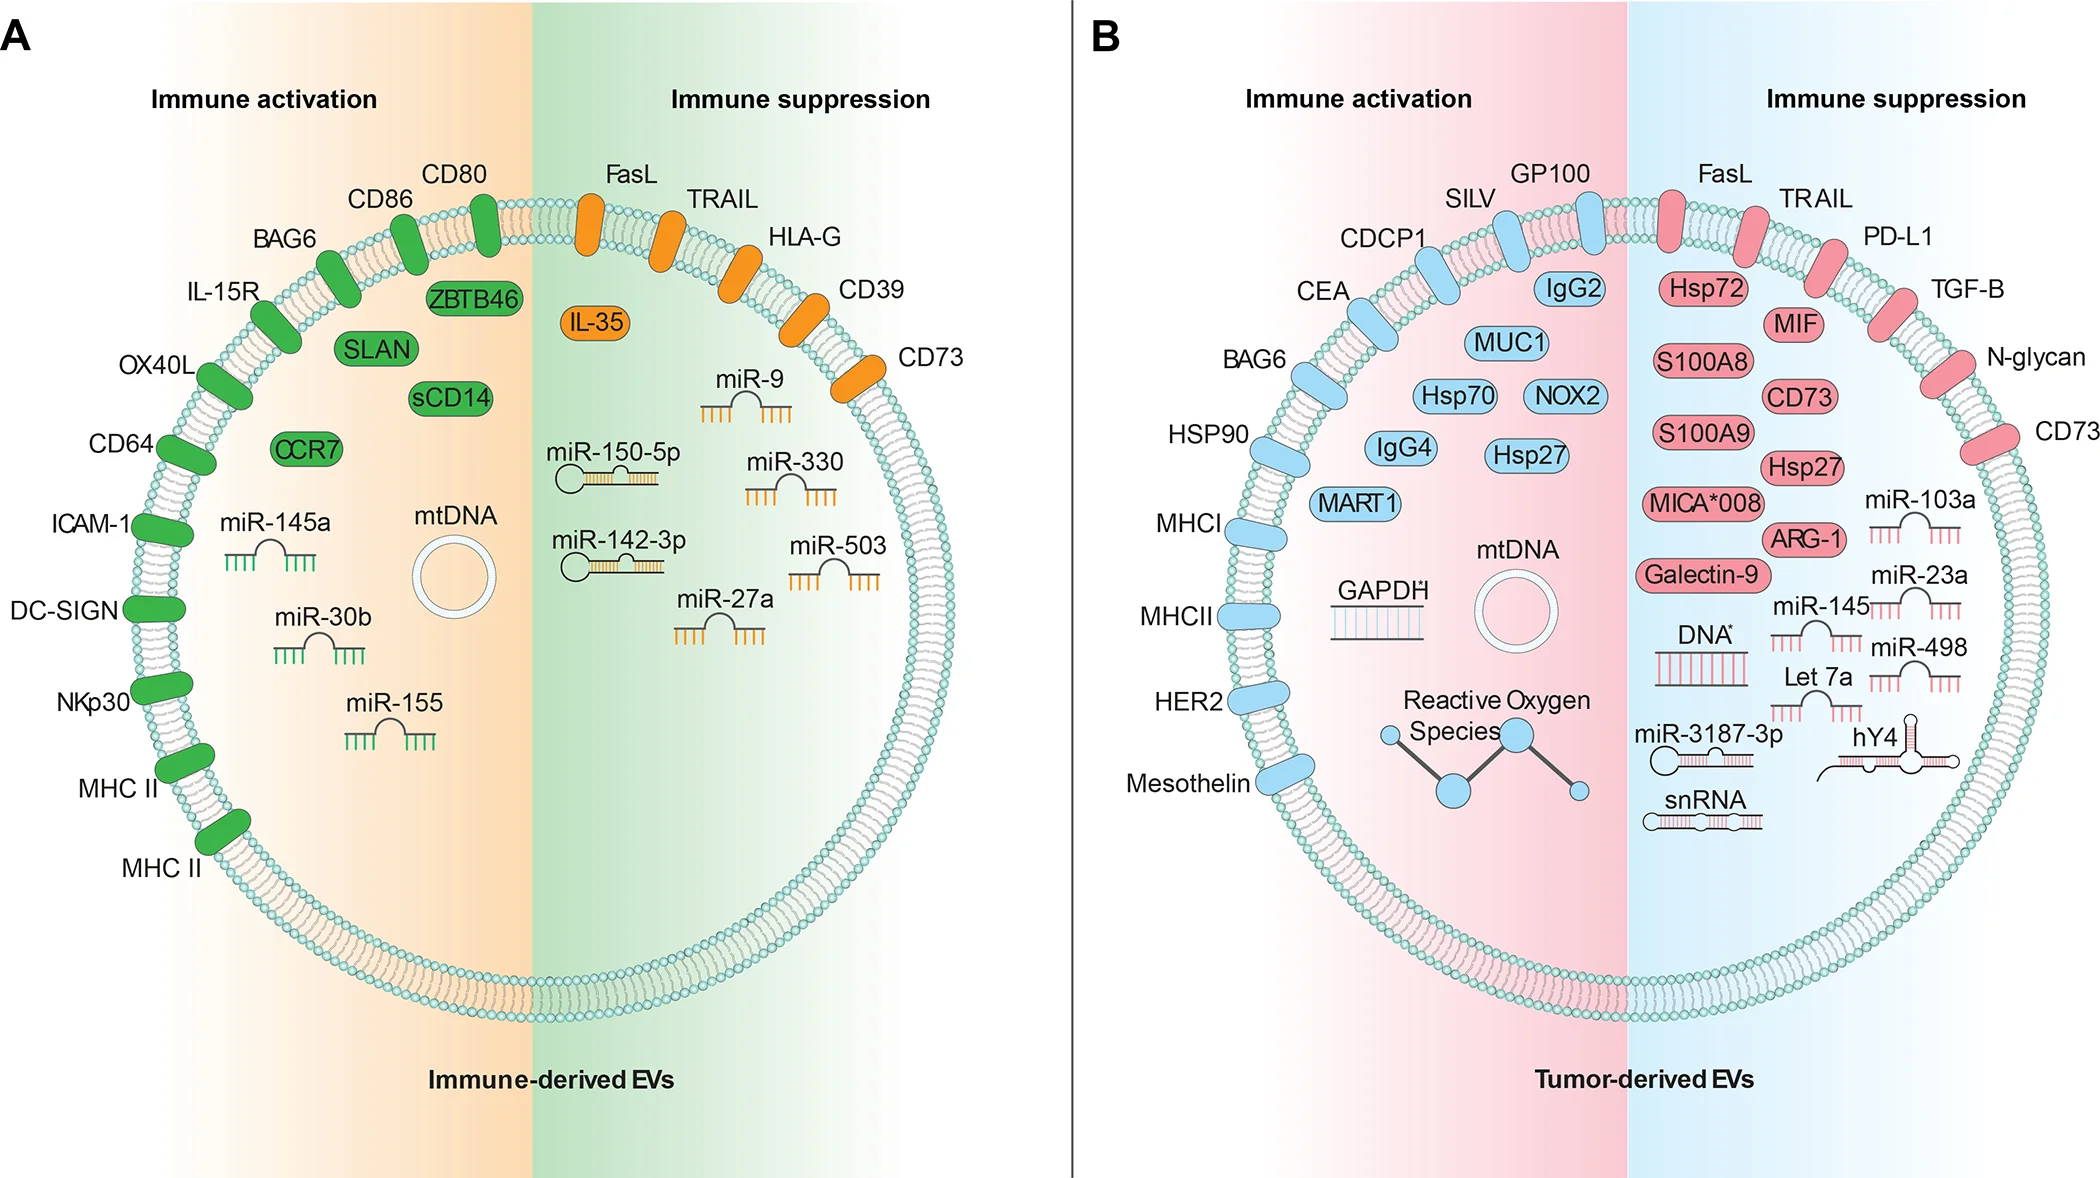 A
Immune activation
Immune suppression
CD80
CD86
BAG6
IL-15R
OX40L
CD64
ICAM-1
DC-SIGN
NKp30
MHC II
MHC II
FasL
TRAIL
HLA-G
CD39
CD73
ZBTB46
SLAN
sCD14
CCR7
miR-145a
mtDNA
miR-30b
miR-155
IL-35
miR-9
miR-150-5p
miR-330
miR-142-3p
miR-503
miR-27a
Immune-derived EVs
B
Immune activation
Immune suppression
GP100
SILV
CDCP1
CEA
BAG6
HSP90
MHCI
MHCII
HER2
Mesothelin
FasL
TRAIL
PD-L1
TGF-B
N-glycan
CD73
IgG2
MUC1
Hsp70
NOX2
IgG4
Hsp27
MART1
mtDNA
GAPDH*
Reactive Oxygen
Species
Hsp72
MIF
S100A8
CD73
S100A9
Hsp27
MICA*008
ARG-1
Galectin-9
miR-103a
miR-23a
miR-145
DNA*
miR-498
Let 7a
miR-3187-3p
hY4
snRNA
Tumor-derived EVs